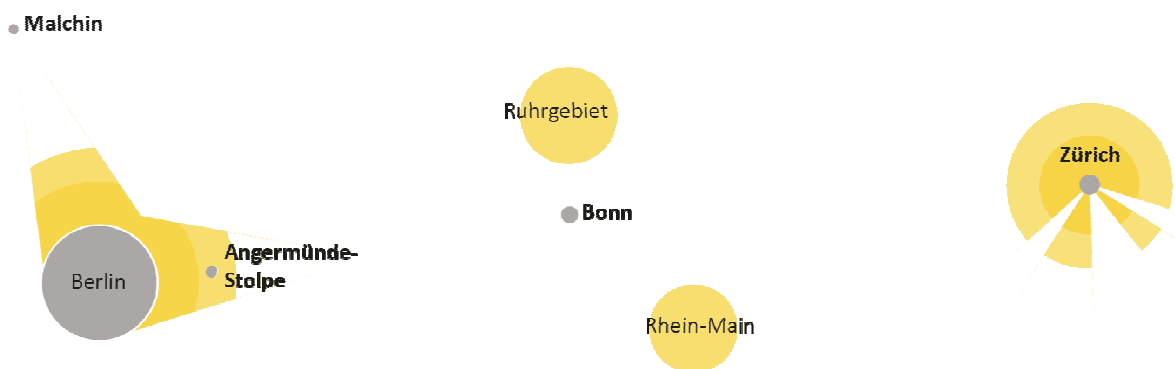 Malchin
Ruhrgebiet
Zürich
Bonn
Angermünde-
Stolpe
Berlin
Rhein-Main